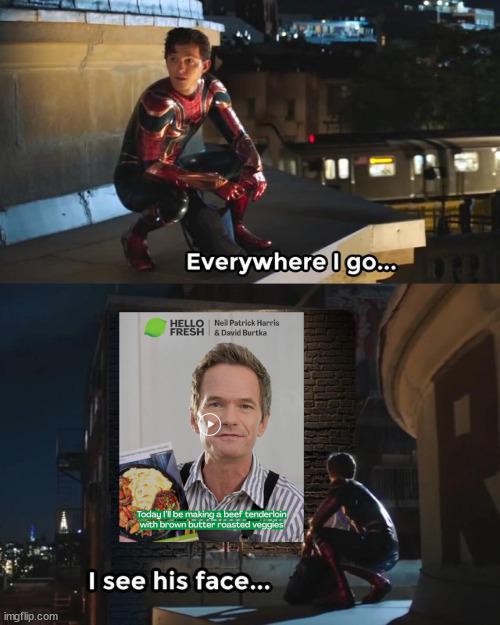 Everywhere I go...
HELLO
FRESH
Neil Patrick Harris
& David Burtka
Today I'll be making a beef tenderloin
with brown butter roasted veggies
I see his face...
imgflip.com